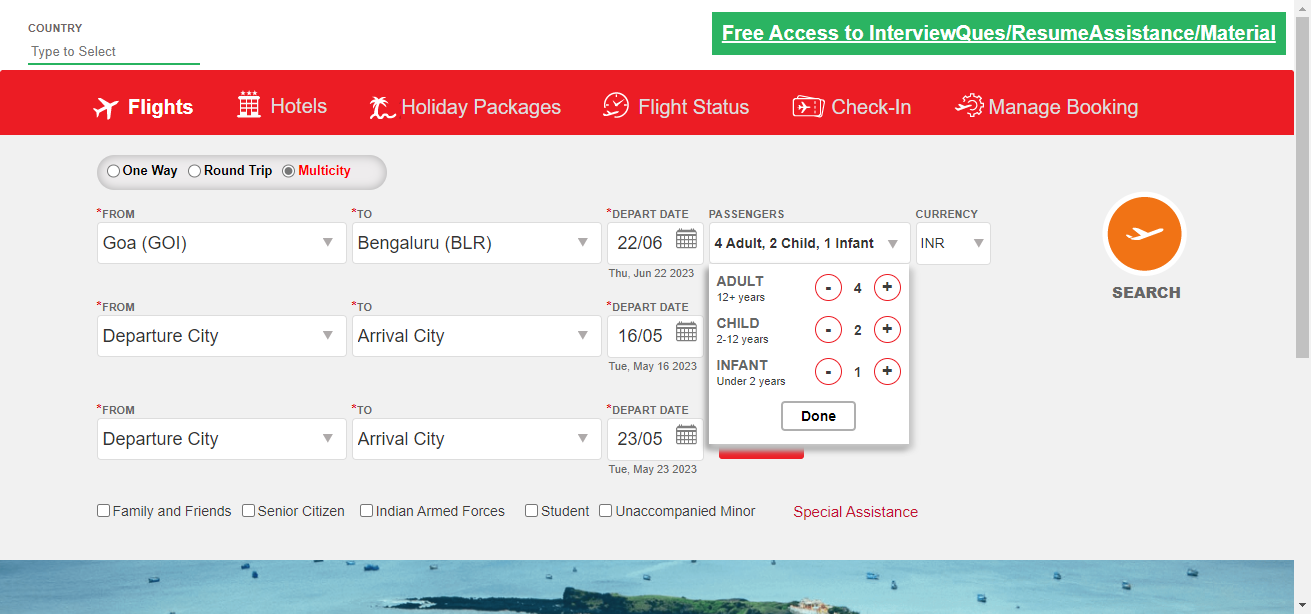 COUNTRY
Type to Select
Free Access to InterviewQues/ResumeAssistance/Material
Flights Hotels Holiday Packages Flight Status Check-In Manage Booking
One Way Round Trip Multicity
*FROM *TO *DEPART DATE PASSENGERS CURRENCY
Goa (GOI) Bengaluru (BLR) 22/06 4 Adult, 2 Child, 1 Infant INR
Thu, Jun 22 2023
ADULT
12+ years
- 4 +
SEARCH
*FROM *TO *DEPART DATE
Departure City Arrival City 16/05
Tue, May 16 2023
CHILD
2-12 years
- 2 +
INFANT
Under 2 years
- 1 +
Done
*FROM *TO *DEPART DATE
Departure City Arrival City 23/05
Tue, May 23 2023
Family and Friends Senior Citizen Indian Armed Forces Student Unaccompanied Minor Special Assistance